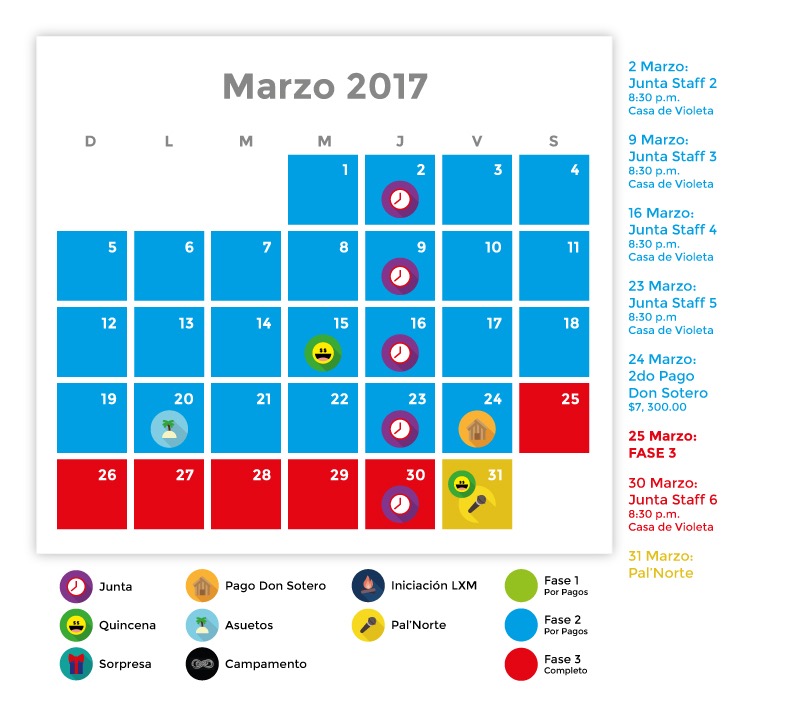 Marzo 2017
D L M M J V S
1 2 3 4
5 6 7 8 9 10 11
12 13 14 15 16 17 18
19 20 21 22 23 24 25
26 27 28 29 30 31
2 Marzo:
Junta Staff 2
8:30 p.m.
Casa de Violeta
9 Marzo:
Junta Staff 3
8:30 p.m.
Casa de Violeta
16 Marzo:
Junta Staff 4
8:30 p.m.
Casa de Violeta
23 Marzo:
Junta Staff 5
8:30 p.m
Casa de Violeta
24 Marzo:
2do Pago
Don Sotero
$7, 300.00
25 Marzo:
FASE 3
30 Marzo:
Junta Staff 6
8:30 p.m.
Casa de Violeta
31 Marzo:
Pal'Norte
Junta
Quincena
Sorpresa
Pago Don Sotero
Asuetos
Campamento
Iniciación LXM
Pal'Norte
Fase 1
Por Pagos
Fase 2
Por Pagos
Fase 3
Completo